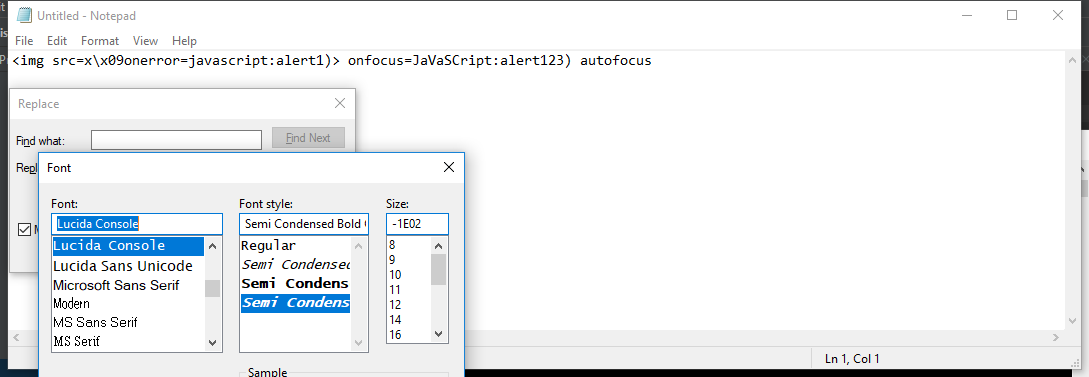 Untitled - Notepad
File Edit Format View Help
<img src=x\x09onerror=javascript:alert1)> onfocus=JaVaSCript:alert123) autofocus
Replace
Find what:
Find Next
Font
Font:
Font style:
Size:
Lucida Console
Semi Condensed Bold
-1E02
Lucida Console
Lucida Sans Unicode
Microsoft Sans Serif
Modern
MS Sans Serif
MS Serif
Regular
Semi Condensed
Semi Condens
Semi Condens
8
9
10
11
12
14
16
Sample
Ln 1, Col 1